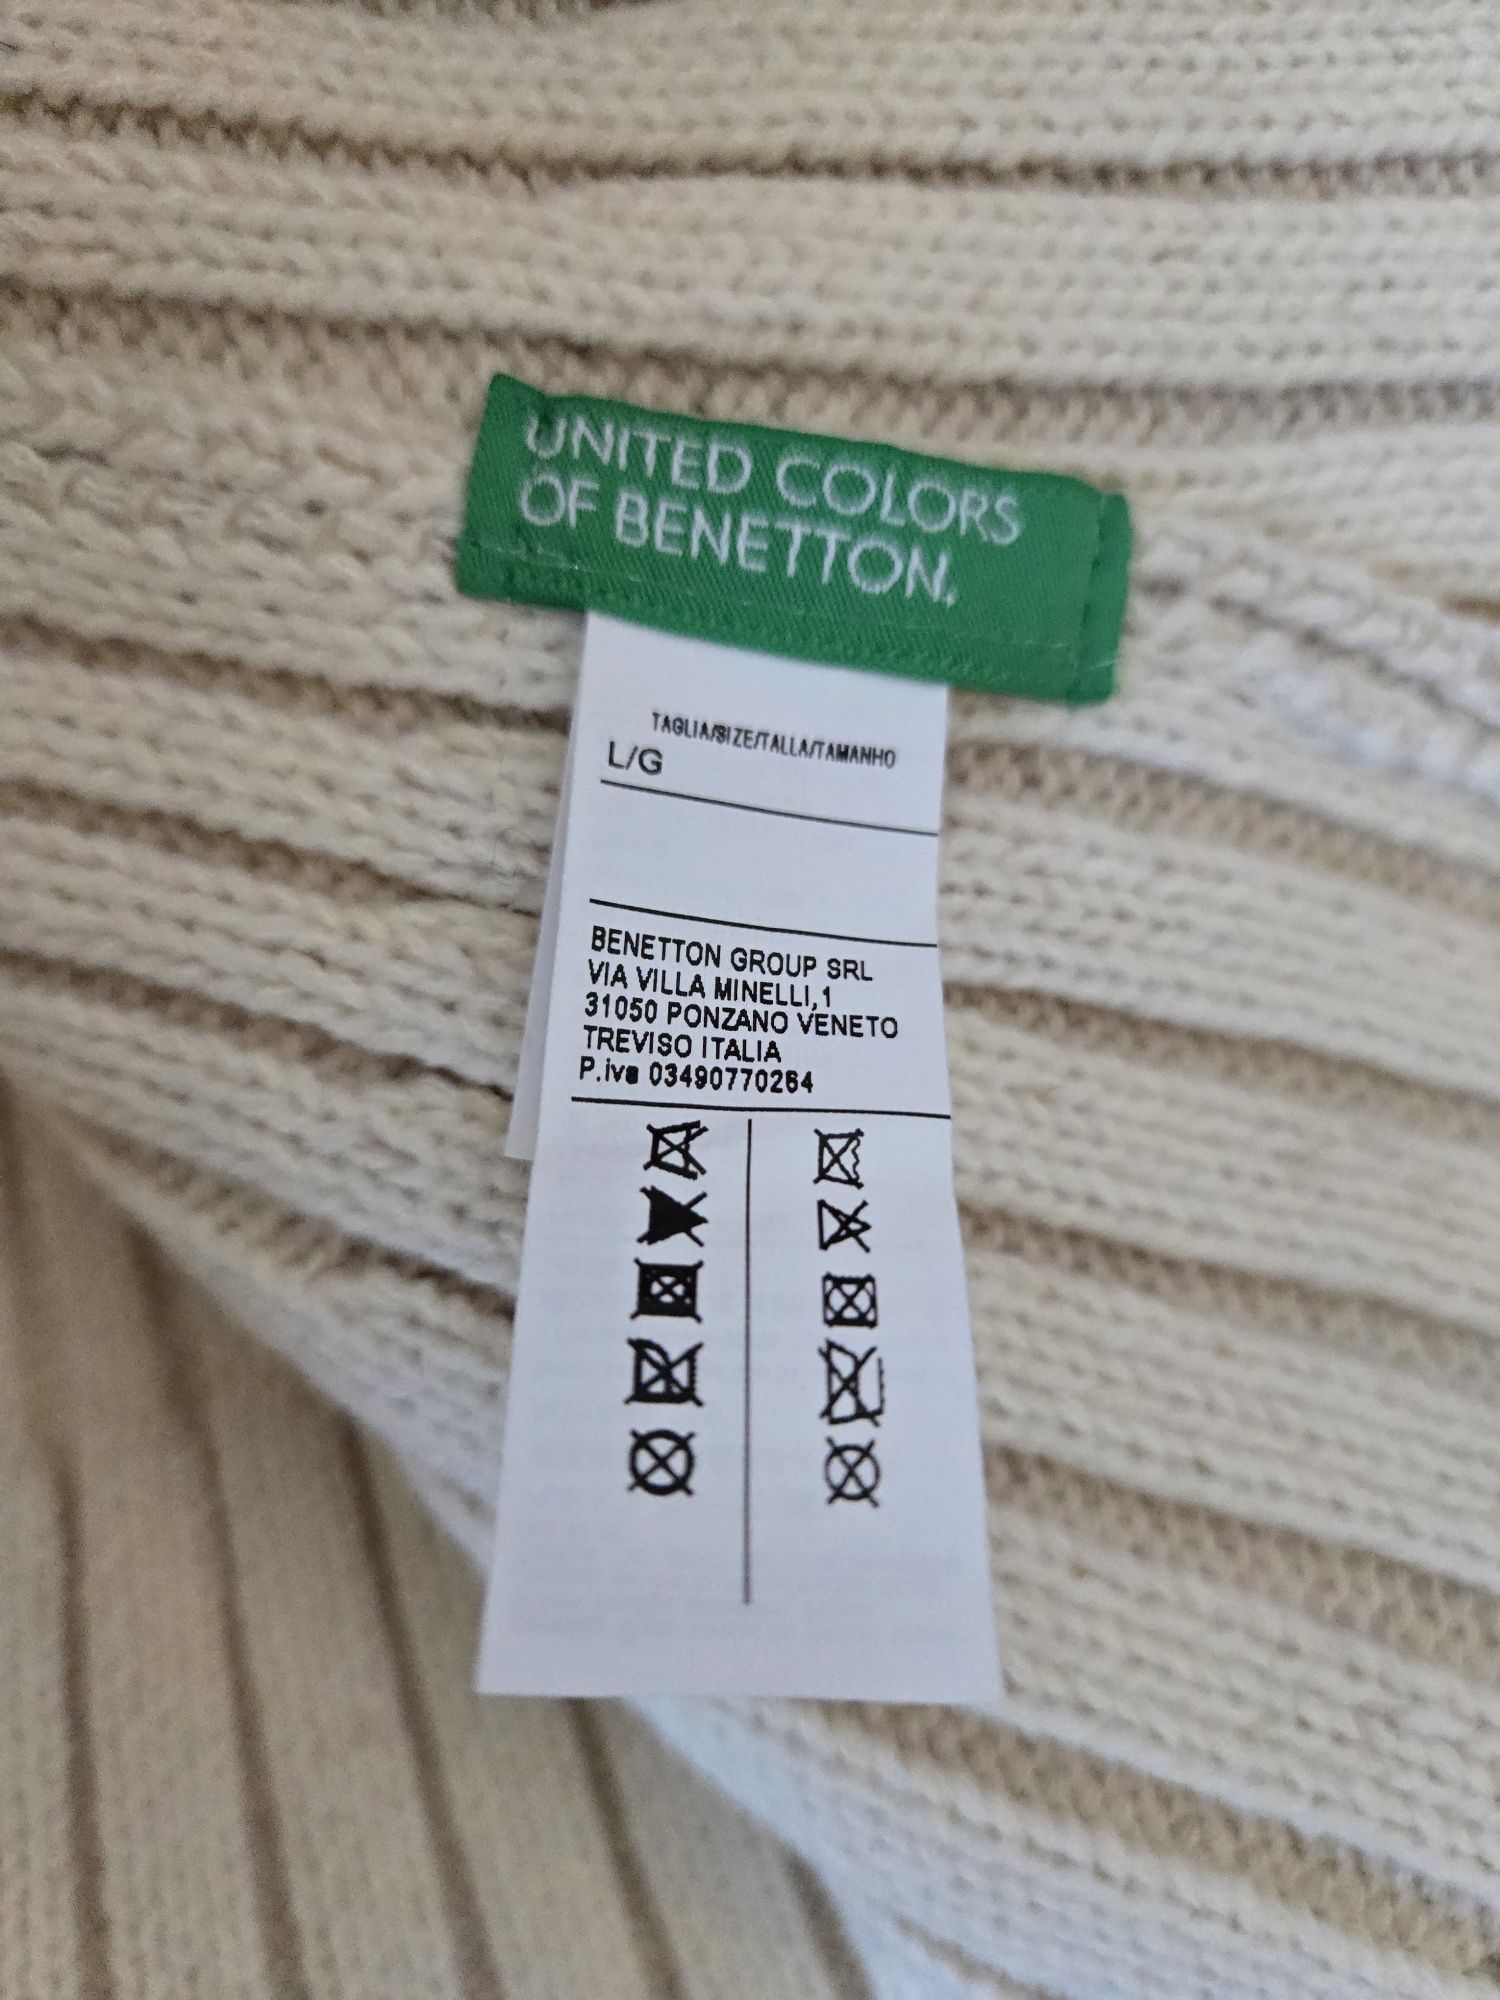 UNITED COLORS
OF BENETTON.
TAGLIA/SIZE/TALLA/TAMANHO
L/G
BENETTON GROUP SRL
VIA VILLA MINELLI,1
31050 PONZANO VENETO
TREVISO ITALIA
P.iva 03490770264